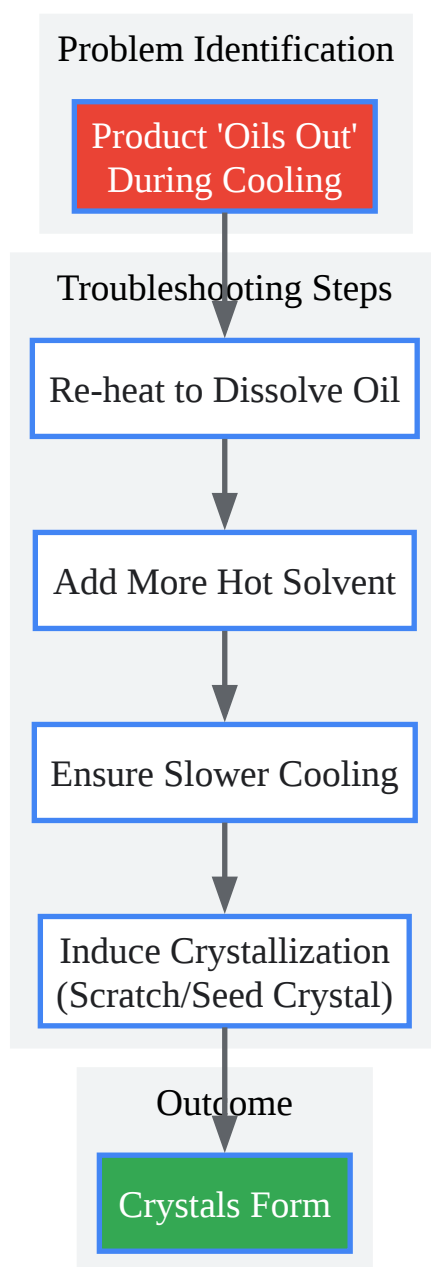 Problem Identification
Product 'Oils Out'
During Cooling
Troubleshooting Steps
Re-heat to Dissolve Oil
Add More Hot Solvent
Ensure Slower Cooling
Induce Crystallization
(Scratch/Seed Crystal)
Outcome
Crystals Form